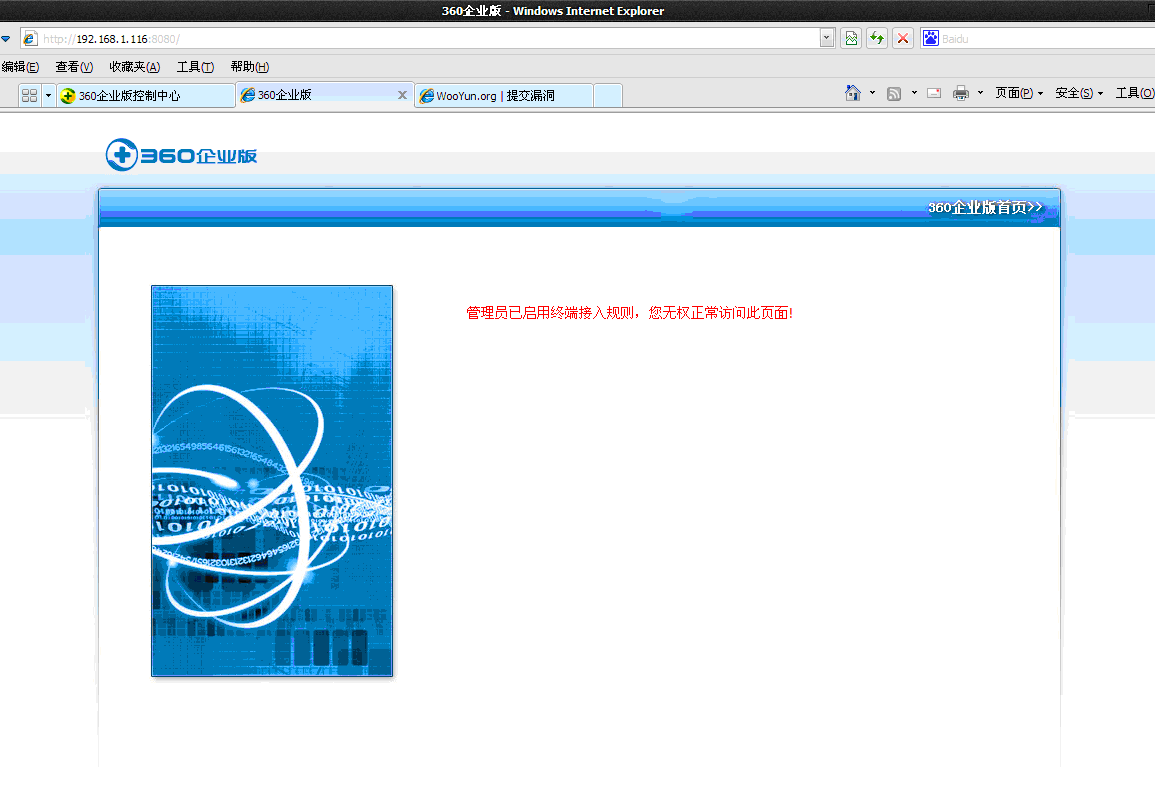 360企业版 - Windows Internet Explorer
http://192.168.1.116:8080/
Baidu
编辑(E) 查看(V) 收藏夹(A) 工具(T) 帮助(H)
360企业版控制中心
360企业版
WooYun.org | 提交漏洞
页面(P) 安全(S) 工具(O)
360企业版
360企业版首页>>
管理员已启用终端接入规则，您无权正常访问此页面!